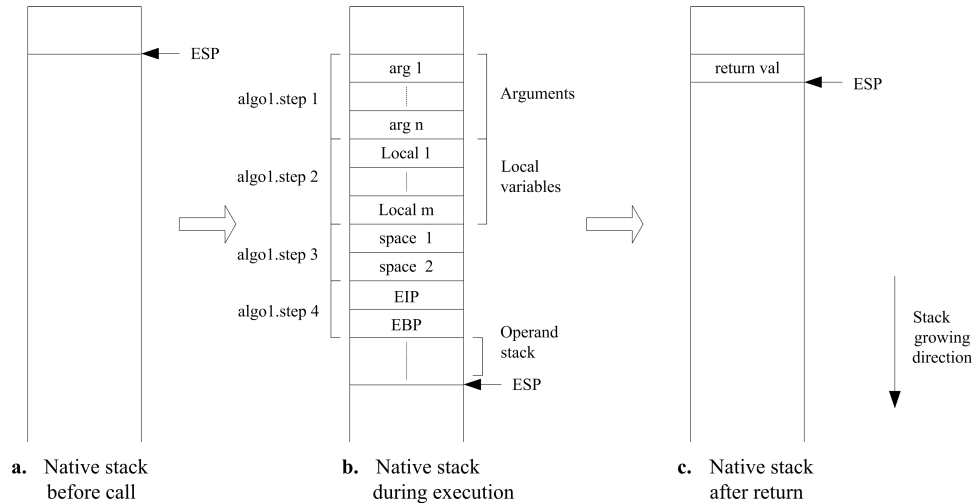 ESP
a. Native stack
before call
algo1.step 1
algo1.step 2
algo1.step 3
algo1.step 4
arg 1
arg n
Local 1
Local m
space 1
space 2
EIP
EBP
Arguments
Local
variables
Operand
stack
ESP
b. Native stack
during execution
return val
ESP
Stack
growing
direction
c. Native stack
after return